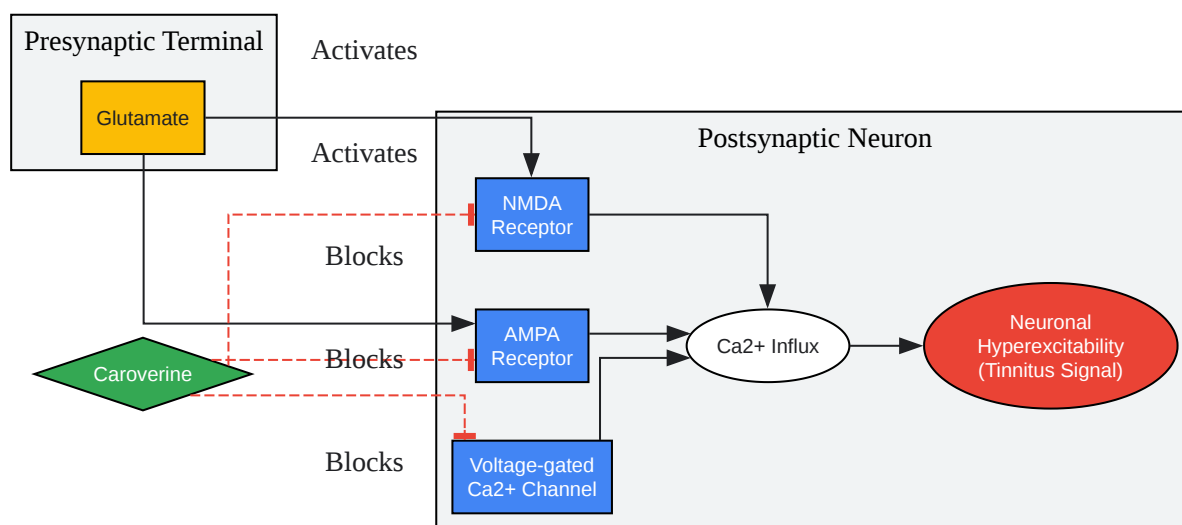 Presynaptic Terminal
Activates
Glutamate
Activates
Postsynaptic Neuron
NMDA
Receptor
Blocks
AMPA
Receptor
Ca2+ Influx
Neuronal
Hyperexcitability
(Tinnitus Signal)
Caroverine
Blocks
Blocks
Voltage-gated
Ca2+ Channel